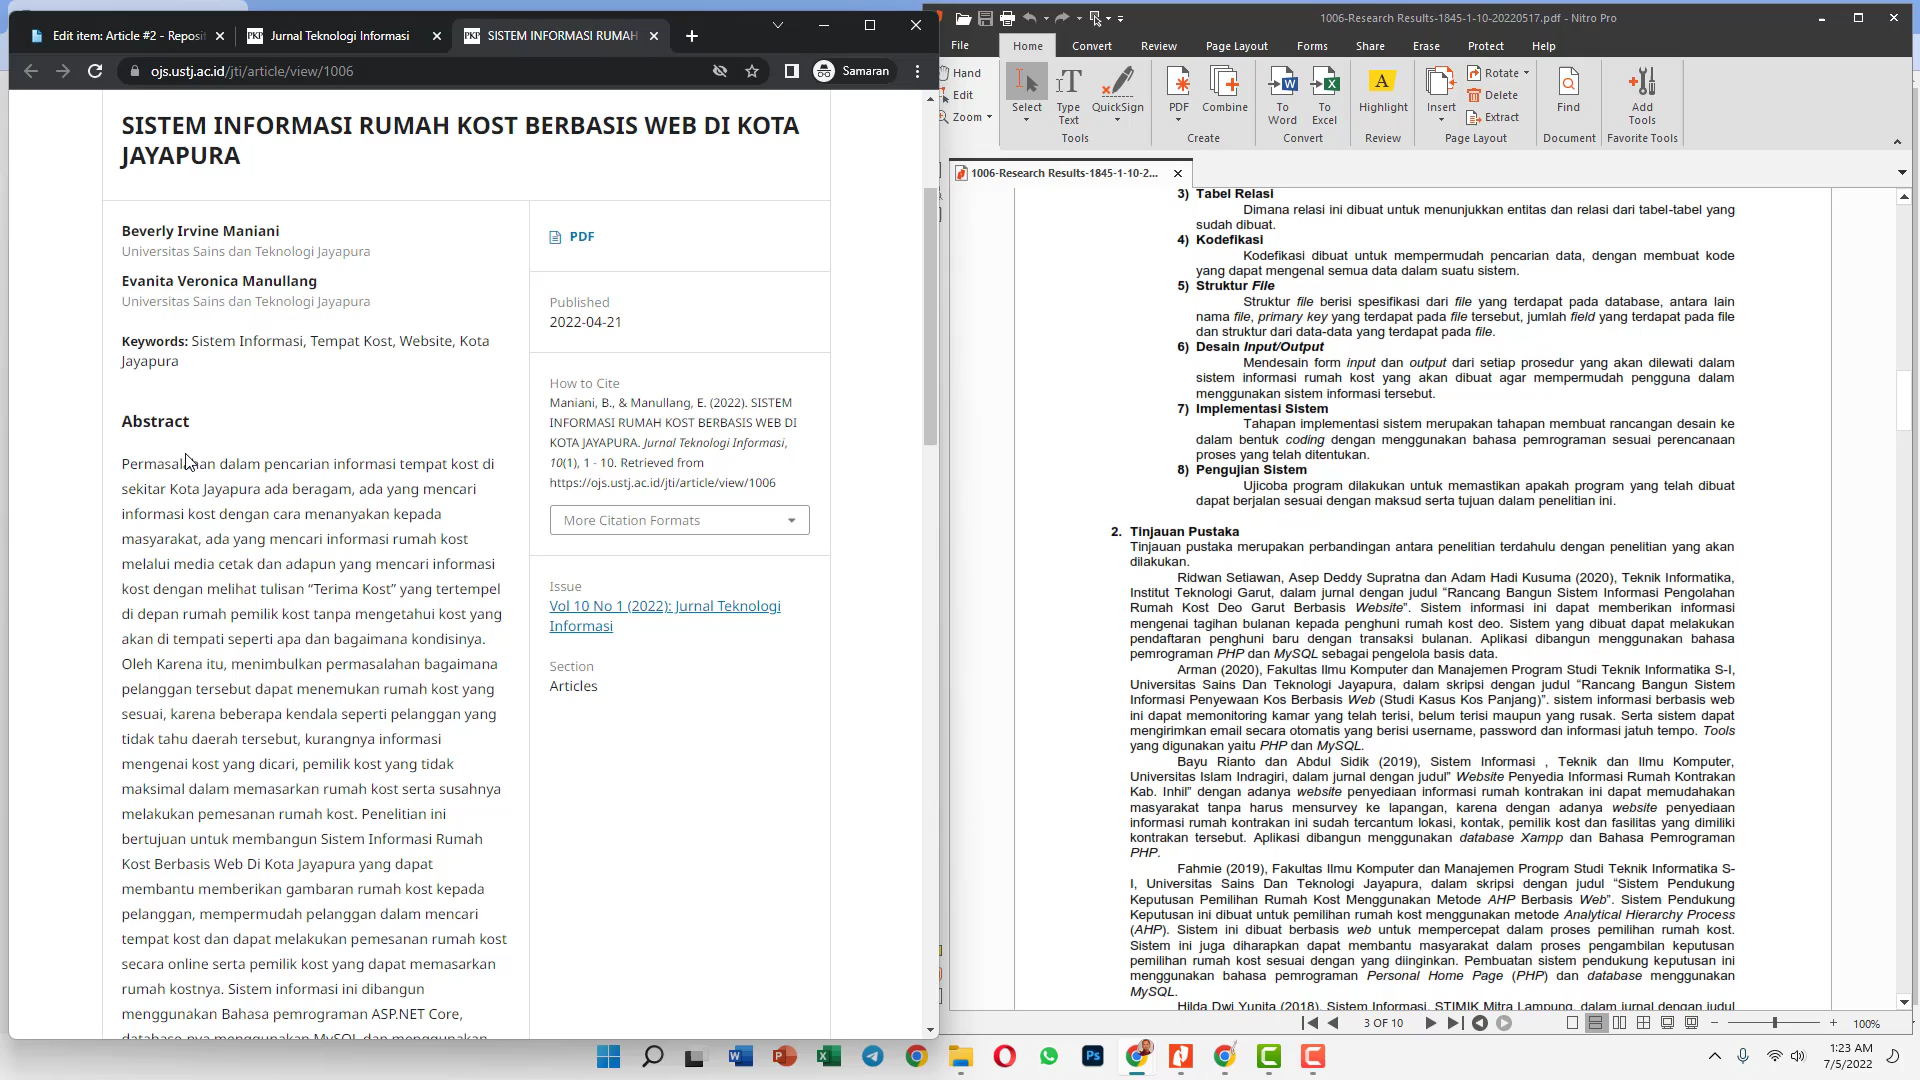 Edit item: Article #2 - Reposit
Jurnal Teknologi Informasi
SISTEM INFORMASI RUMAH
ojs.ustj.ac.id/jti/article/view/1006
Samaran
SISTEM INFORMASI RUMAH KOST BERBASIS WEB DI KOTA
JAYAPURA
Beverly Irvine Maniani
Universitas Sains dan Teknologi Jayapura
Evanita Veronica Manullang
Universitas Sains dan Teknologi Jayapura
Keywords: Sistem Informasi, Tempat Kost, Website, Kota
Jayapura
Abstract
Permasalahan dalam pencarian informasi tempat kost di
sekitar Kota Jayapura ada beragam, ada yang mencari
informasi kost dengan cara menanyakan kepada
masyarakat, ada yang mencari informasi rumah kost
melalui media cetak dan adapun yang mencari informasi
kost dengan melihat tulisan “Terima Kost” yang tertempel
di depan rumah pemilik kost tanpa mengetahui kost yang
akan di tempati seperti apa dan bagaimana kondisinya.
Oleh Karena itu, menimbulkan permasalahan bagaimana
pelanggan tersebut dapat menemukan rumah kost yang
sesuai, karena beberapa kendala seperti pelanggan yang
tidak tahu daerah tersebut, kurangnya informasi
mengenai kost yang dicari, pemilik kost yang tidak
maksimal dalam memasarkan rumah kost serta susahnya
melakukan pemesanan rumah kost. Penelitian ini
bertujuan untuk membangun Sistem Informasi Rumah
Kost Berbasis Web Di Kota Jayapura yang dapat
membantu memberikan gambaran rumah kost kepada
pelanggan, mempermudah pelanggan dalam mencari
tempat kost dan dapat melakukan pemesanan rumah kost
secara online serta pemilik kost yang dapat memasarkan
rumah kostnya. Sistem informasi ini dibangun
menggunakan Bahasa pemrograman ASP.NET Core,
database nya menggunakan MySQL dan menggunakan
PDF
Published
2022-04-21
How to Cite
Maniani, B., & Manullang, E. (2022). SISTEM
INFORMASI RUMAH KOST BERBASIS WEB DI
KOTA JAYAPURA. Jurnal Teknologi Informasi,
10(1), 1 - 10. Retrieved from
https://ojs.ustj.ac.id/jti/article/view/1006
More Citation Formats
Issue
Vol 10 No 1 (2022): Jurnal Teknologi
Informasi
Section
Articles
1006-Research Results-1845-1-10-20220517.pdf - Nitro Pro
File Home Convert Review Page Layout Forms Share Erase Protect Help
Hand
Edit
Zoom
Select
Type
Text
QuickSign
Tools
PDF
Combine
Create
To
Word
To
Excel
Convert
Highlight
Review
Insert
Rotate
Delete
Extract
Page Layout
Find
Document
Add
Tools
Favorite Tools
1006-Research Results-1845-1-10-2...
3) Tabel Relasi
Dimana relasi ini dibuat untuk menunjukkan entitas dan relasi dari tabel-tabel yang
sudah dibuat.
4) Kodefikasi
Kodefikasi dibuat untuk mempermudah pencarian data, dengan membuat kode
yang dapat mengenal semua data dalam suatu sistem.
5) Struktur File
Struktur file berisi spesifikasi dari file yang terdapat pada database, antara lain
nama file, primary key yang terdapat pada file tersebut, jumlah field yang terdapat pada file
dan struktur dari data-data yang terdapat pada file.
6) Desain Input/Output
Mendesain form input dan output dari setiap prosedur yang akan dilewati dalam
sistem informasi rumah kost yang akan dibuat agar mempermudah pengguna dalam
menggunakan sistem informasi tersebut.
7) Implementasi Sistem
Tahapan implementasi sistem merupakan tahapan membuat rancangan desain ke
dalam bentuk coding dengan menggunakan bahasa pemrograman sesuai perencanaan
proses yang telah ditentukan.
8) Pengujian Sistem
Ujicoba program dilakukan untuk memastikan apakah program yang telah dibuat
dapat berjalan sesuai dengan maksud serta tujuan dalam penelitian ini.
2. Tinjauan Pustaka
Tinjauan pustaka merupakan perbandingan antara penelitian terdahulu dengan penelitian yang akan
dilakukan.
Ridwan Setiawan, Asep Deddy Supratna dan Adam Hadi Kusuma (2020), Teknik Informatika,
Institut Teknologi Garut, dalam jurnal dengan judul “Rancang Bangun Sistem Informasi Pengolahan
Rumah Kost Deo Garut Berbasis Website”. Sistem informasi ini dapat memberikan informasi
mengenai tagihan bulanan kepada penghuni rumah kost deo. Sistem yang dibuat dapat melakukan
pendaftaran penghuni baru dengan transaksi bulanan. Aplikasi dibangun menggunakan bahasa
pemrograman PHP dan MySQL sebagai pengelola basis data.
Arman (2020), Fakultas Ilmu Komputer dan Manajemen Program Studi Teknik Informatika S-I,
Universitas Sains Dan Teknologi Jayapura, dalam skripsi dengan judul “Rancang Bangun Sistem
Informasi Penyewaan Kos Berbasis Web (Studi Kasus Kos Panjang)”. sistem informasi berbasis web
ini dapat memonitoring kamar yang telah terisi, belum terisi maupun yang rusak. Serta sistem dapat
mengirimkan email secara otomatis yang berisi username, password dan informasi jatuh tempo. Tools
yang digunakan yaitu PHP dan MySQL.
Bayu Rianto dan Abdul Sidik (2019), Sistem Informasi , Teknik dan Ilmu Komputer,
Universitas Islam Indragiri, dalam jurnal dengan judul” Website Penyedia Informasi Rumah Kontrakan
Kab. Inhil” dengan adanya website penyediaan informasi rumah kontrakan ini dapat memudahakan
masyarakat tanpa harus mensurvey ke lapangan, karena dengan adanya website penyediaan
informasi rumah kontrakan ini sudah tercantum lokasi, kontak, pemilik kost dan fasilitas yang dimiliki
kontrakan tersebut. Aplikasi dibangun menggunakan database Xampp dan Bahasa Pemrograman
PHP.
Fahmie (2019), Fakultas Ilmu Komputer dan Manajemen Program Studi Teknik Informatika S-
I, Universitas Sains Dan Teknologi Jayapura, dalam skripsi dengan judul “Sistem Pendukung
Keputusan Pemilihan Rumah Kost Menggunakan Metode AHP Berbasis Web”. Sistem Pendukung
Keputusan ini dibuat untuk pemilihan rumah kost menggunakan metode Analytical Hierarchy Process
(AHP). Sistem ini dibuat berbasis web untuk mempercepat dalam proses pemilihan rumah kost.
Sistem ini juga diharapkan dapat membantu masyarakat dalam proses pengambilan keputusan
pemilihan rumah kost sesuai dengan yang diinginkan. Pembuatan sistem pendukung keputusan ini
menggunakan bahasa pemrograman Personal Home Page (PHP) dan database menggunakan
MySQL.
Hilda Dwi Yunita (2018), Sistem Informasi, STIMIK Mitra Lampung, dalam jurnal dengan judul
3 OF 10
100%
1:23 AM
7/5/2022